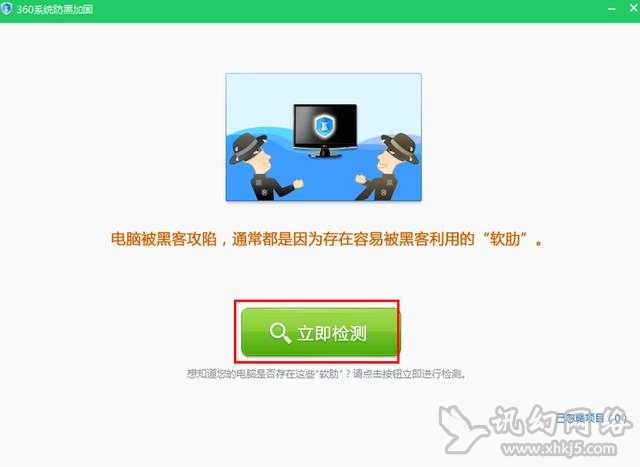 360系统防黑加固
电脑被黑客攻陷，通常都是因为存在容易被黑客利用的“软肋”。
立即检测
想知道您的电脑是否存在这些“软肋”？请点击按钮立即进行检测。
已忽略项目（0）
讯幻网络
www.xhkj5.com